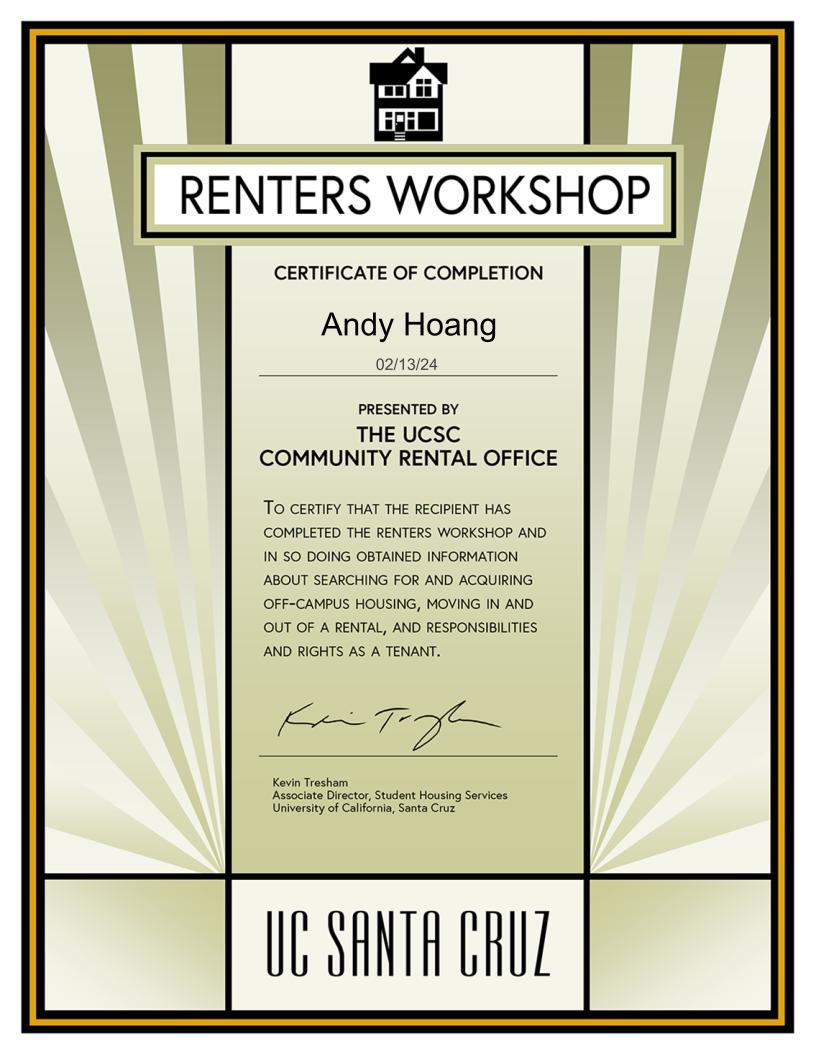 RENTERS WORKSHOP
CERTIFICATE OF COMPLETION
Andy Hoang
02/13/24
PRESENTED BY
THE UCSC
COMMUNITY RENTAL OFFICE
TO CERTIFY THAT THE RECIPIENT HAS
COMPLETED THE RENTERS WORKSHOP AND
IN SO DOING OBTAINED INFORMATION
ABOUT SEARCHING FOR AND ACQUIRING
OFF-CAMPUS HOUSING, MOVING IN AND
OUT OF A RENTAL, AND RESPONSIBILITIES
AND RIGHTS AS A TENANT.
Kevin Tresham
Kevin Tresham
Associate Director, Student Housing Services
University of California, Santa Cruz
UC SANTA CRUZ